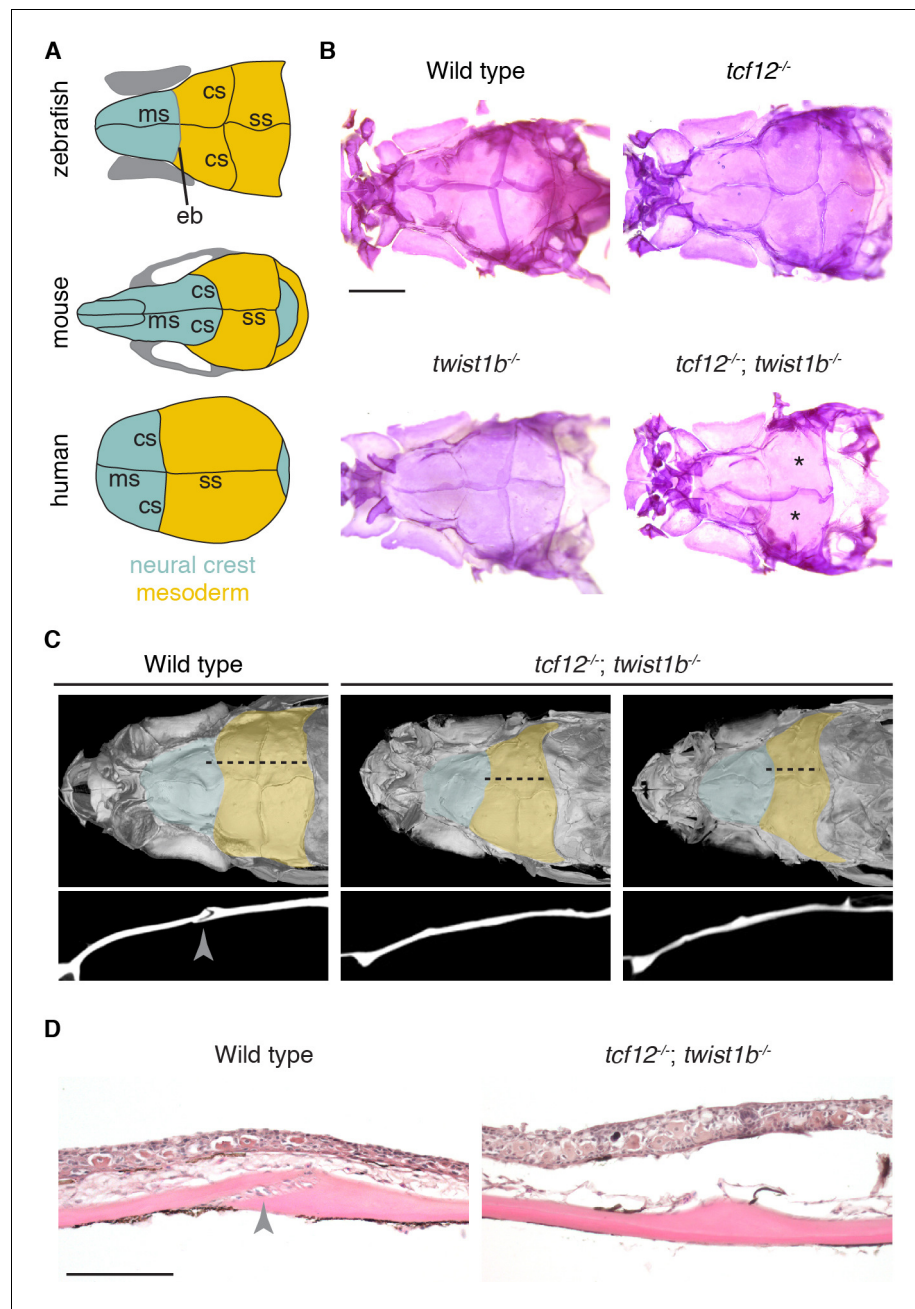 A
zebrafish
ms
cs
ss
cs
eb
mouse
cs
ms
ss
cs
human
cs
ms
ss
cs
neural crest
mesoderm
B
Wild type
tcf12-/-
twist1b-/-
tcf12-/-; twist1b-/-
*
*
C
Wild type
tcf12-/-; twist1b-/-
D
Wild type
tcf12-/-; twist1b-/-